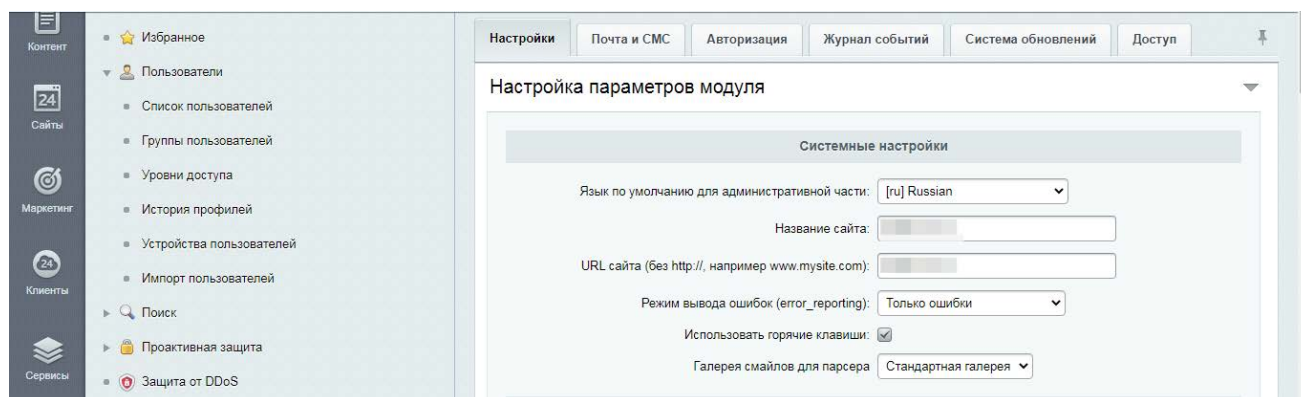 Контент
24
Сайты
Маркетинг
24
Клиенты
Сервисы
Избранное
Пользователи
Список пользователей
Группы пользователей
Уровни доступа
История профилей
Устройства пользователей
Импорт пользователей
Поиск
Проактивная защита
Защита от DDoS
Настройки Почта и СМС Авторизация Журнал событий Система обновлений Доступ
Настройка параметров модуля
Системные настройки
Язык по умолчанию для административной части: [ru] Russian
Название сайта:
URL сайта (без http://, например www.mysite.com):
Режим вывода ошибок (error_reporting): Только ошибки
Использовать горячие клавиши:
Галерея смайлов для парсера Стандартная галерея